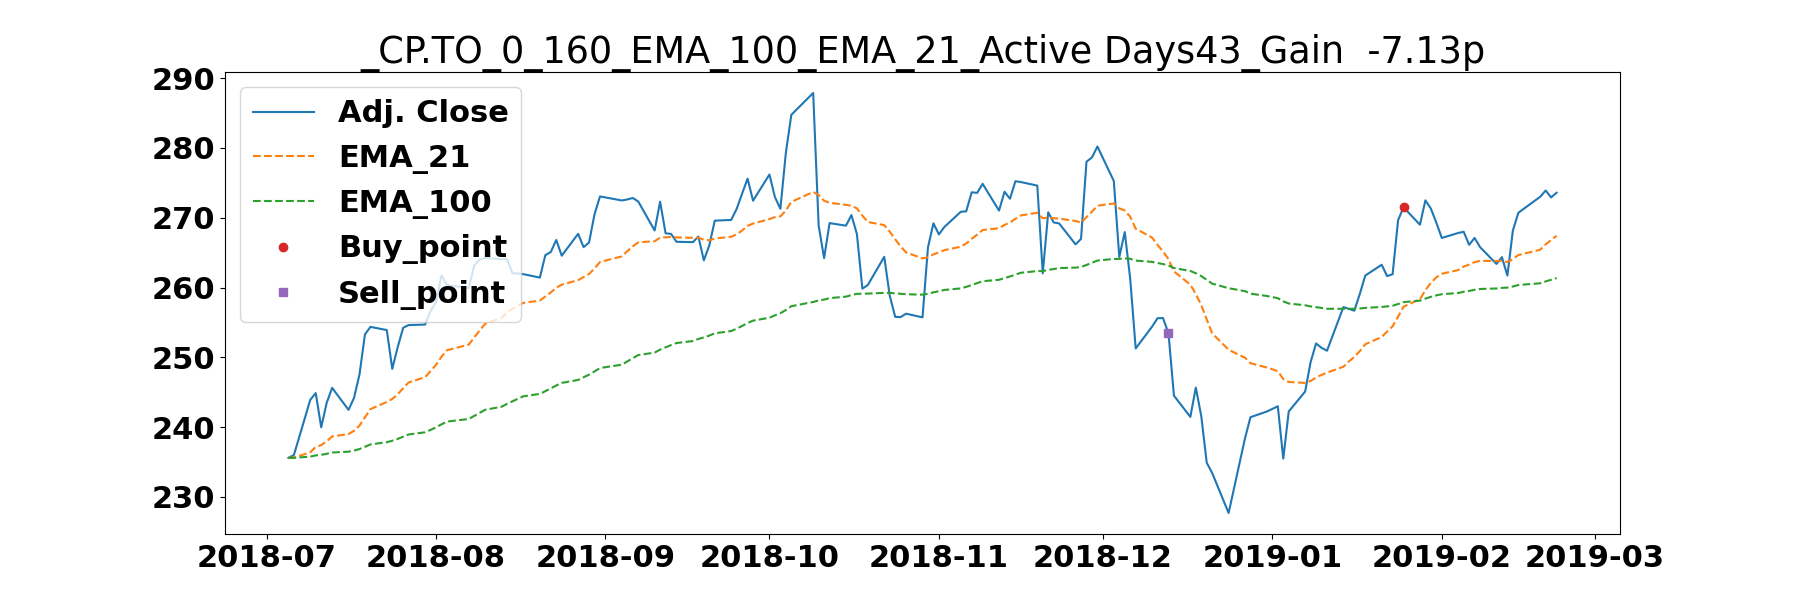 _CP.TO_0_160_EMA_100_EMA_21_Active Days43_Gain  -7.13p
290
280
270
260
250
240
230
Adj. Close
EMA_21
EMA_100
Buy_point
Sell_point
2018-07 2018-08 2018-09 2018-10 2018-11 2018-12 2019-01 2019-02 2019-03